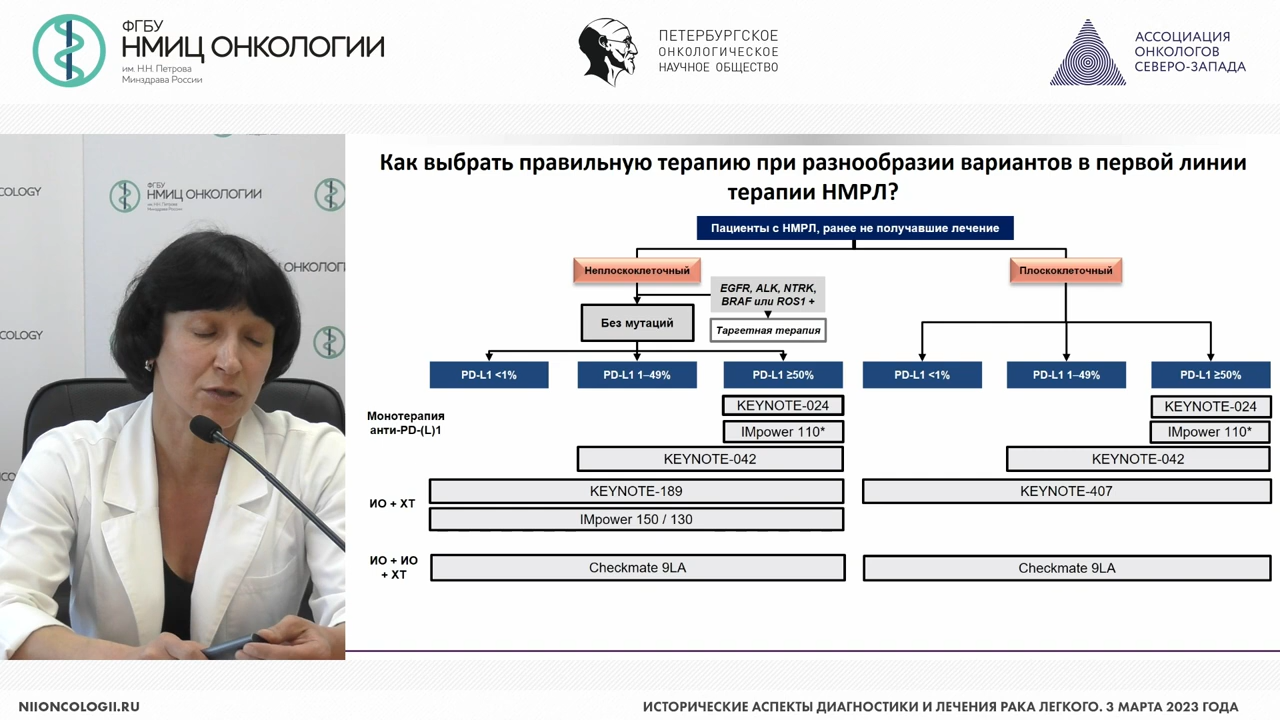 ФГБУ
НМИЦ ОНКОЛОГИИ
им. Н.Н. Петрова
Минздрава России
ПЕТЕРБУРГСКОЕ
ОНКОЛОГИЧЕСКОЕ
НАУЧНОЕ ОБЩЕСТВО
АССОЦИАЦИЯ
ОНКОЛОГОВ
СЕВЕРО-ЗАПАДА
COLOGY
ФГБУ
НМИЦ ОНКОЛОГИИ
им. Н.Н. Петрова
Минздрава России
ОНКОЛОГИ
COLOGY
Как выбрать правильную терапию при разнообразии вариантов в первой линии
терапии НМРЛ?
Пациенты с НМРЛ, ранее не получавшие лечение
Неплоскоклеточный
Плоскоклеточный
EGFR, ALK, NTRK,
BRAF или ROS1 +
Без мутаций
Таргетная терапия
PD-L1 <1%
PD-L1 1–49%
PD-L1 ≥50%
PD-L1 <1%
PD-L1 1–49%
PD-L1 ≥50%
Монотерапия
анти-PD-(L)1
KEYNOTE-024
KEYNOTE-024
IMpower 110*
IMpower 110*
KEYNOTE-042
KEYNOTE-042
ИО + ХТ
KEYNOTE-189
KEYNOTE-407
IMpower 150 / 130
ИО + ИО
+ ХТ
Checkmate 9LA
Checkmate 9LA
NIIONCOLOGII.RU
ИСТОРИЧЕСКИЕ АСПЕКТЫ ДИАГНОСТИКИ И ЛЕЧЕНИЯ РАКА ЛЕГКОГО. 3 МАРТА 2023 ГОДА